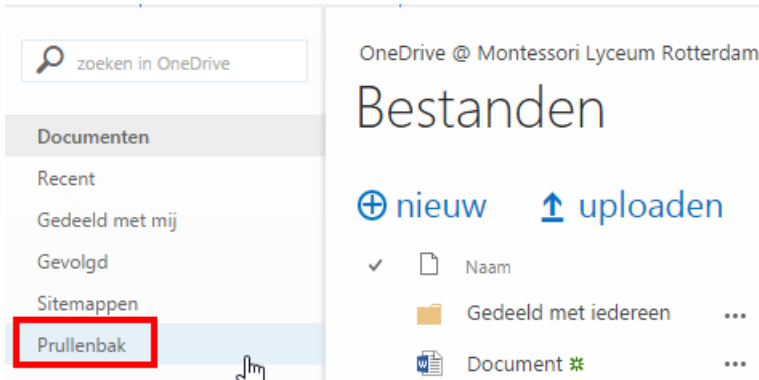 zoeken in OneDrive
Documenten
Recent
Gedeeld met mij
Gevolgd
Sitemappen
Prullenbak
OneDrive @ Montessori Lyceum Rotterdam
Bestanden
nieuw uploaden
Naam
Gedeeld met iedereen ...
Document ...